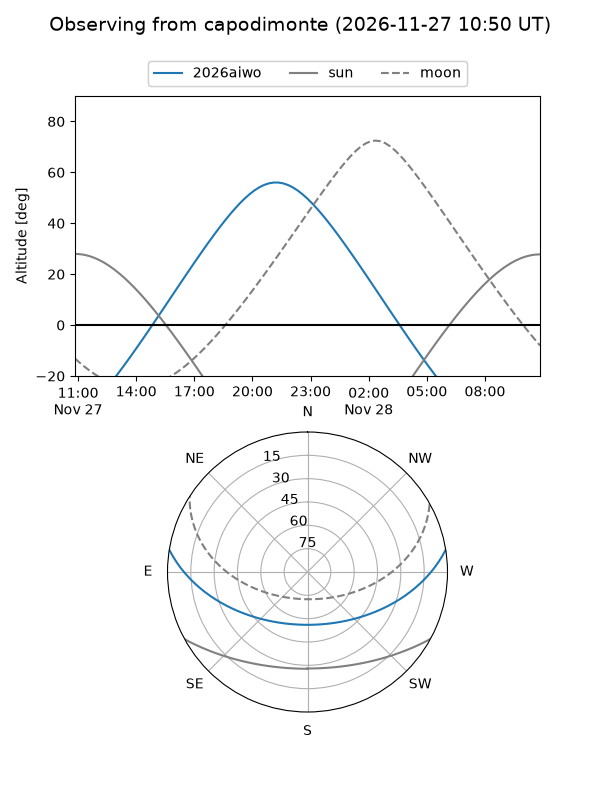 Observing from capodimonte (2026-11-27 10:50 UT)
2026aiwo sun moon
Altitude [deg]
80
60
40
20
0
−20
11:00 14:00 17:00 20:00 23:00 02:00 05:00 08:00
Nov 27 Nov 28
N
NE NW
15
30
45
60
75
E W
SE SW
S